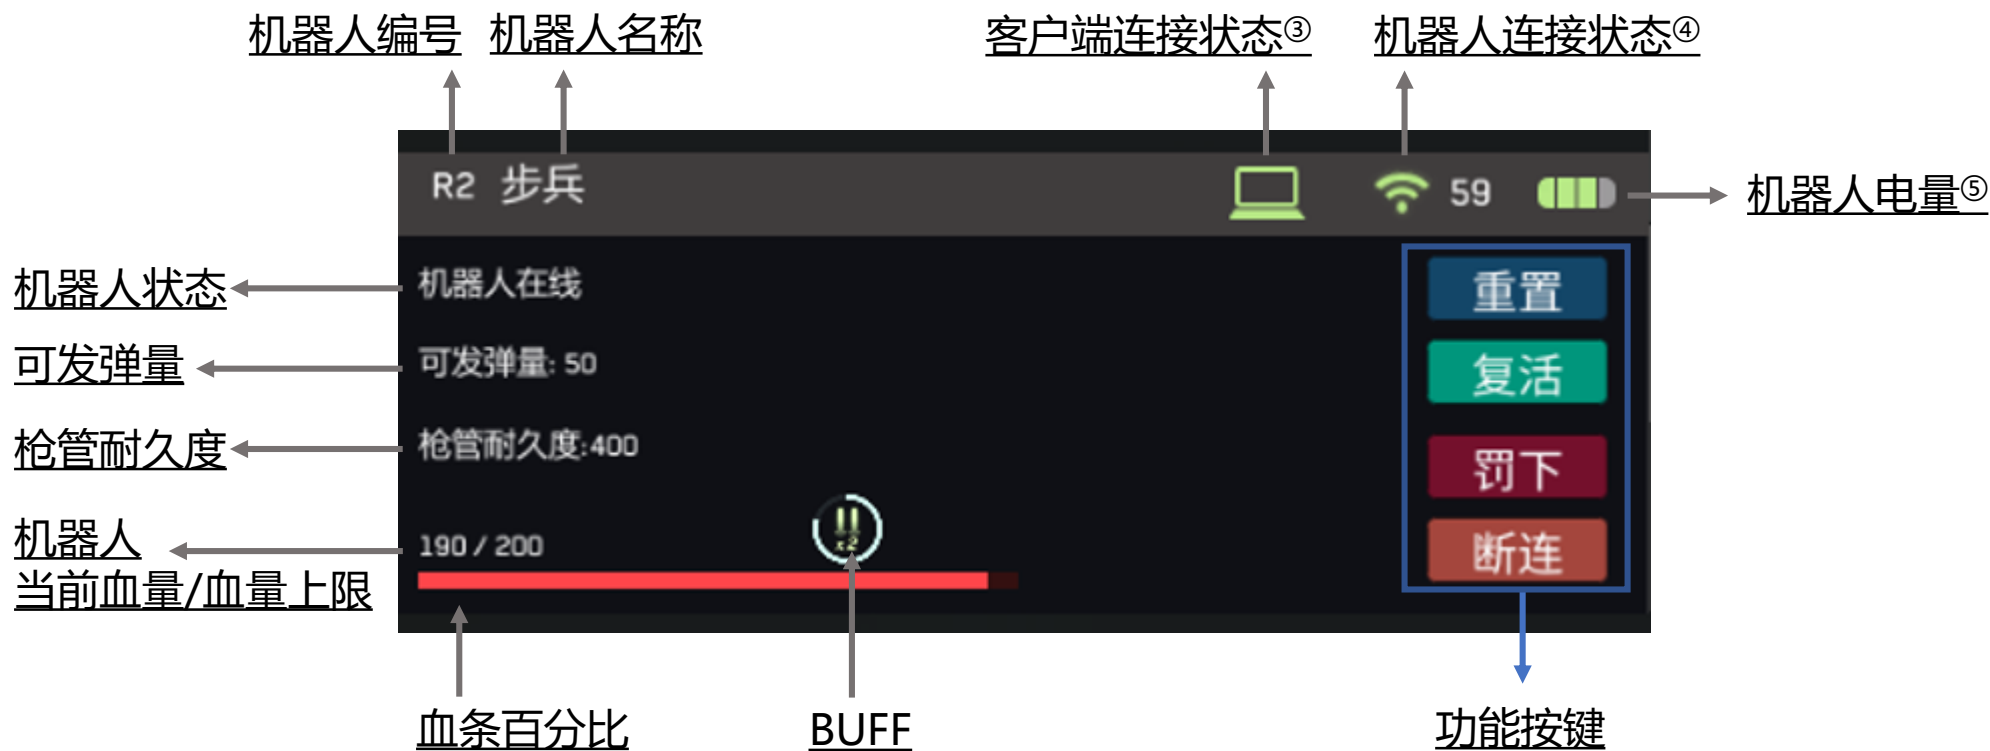 机器人编号 机器人名称 客户端连接状态③ 机器人连接状态④
R2 步兵 59 机器人电量⑤
机器人状态 机器人在线 重置
可发弹量 可发弹量: 50 复活
枪管耐久度 枪管耐久度:400 罚下
机器人
当前血量/血量上限
190 / 200
x2
断连
血条百分比 BUFF 功能按键